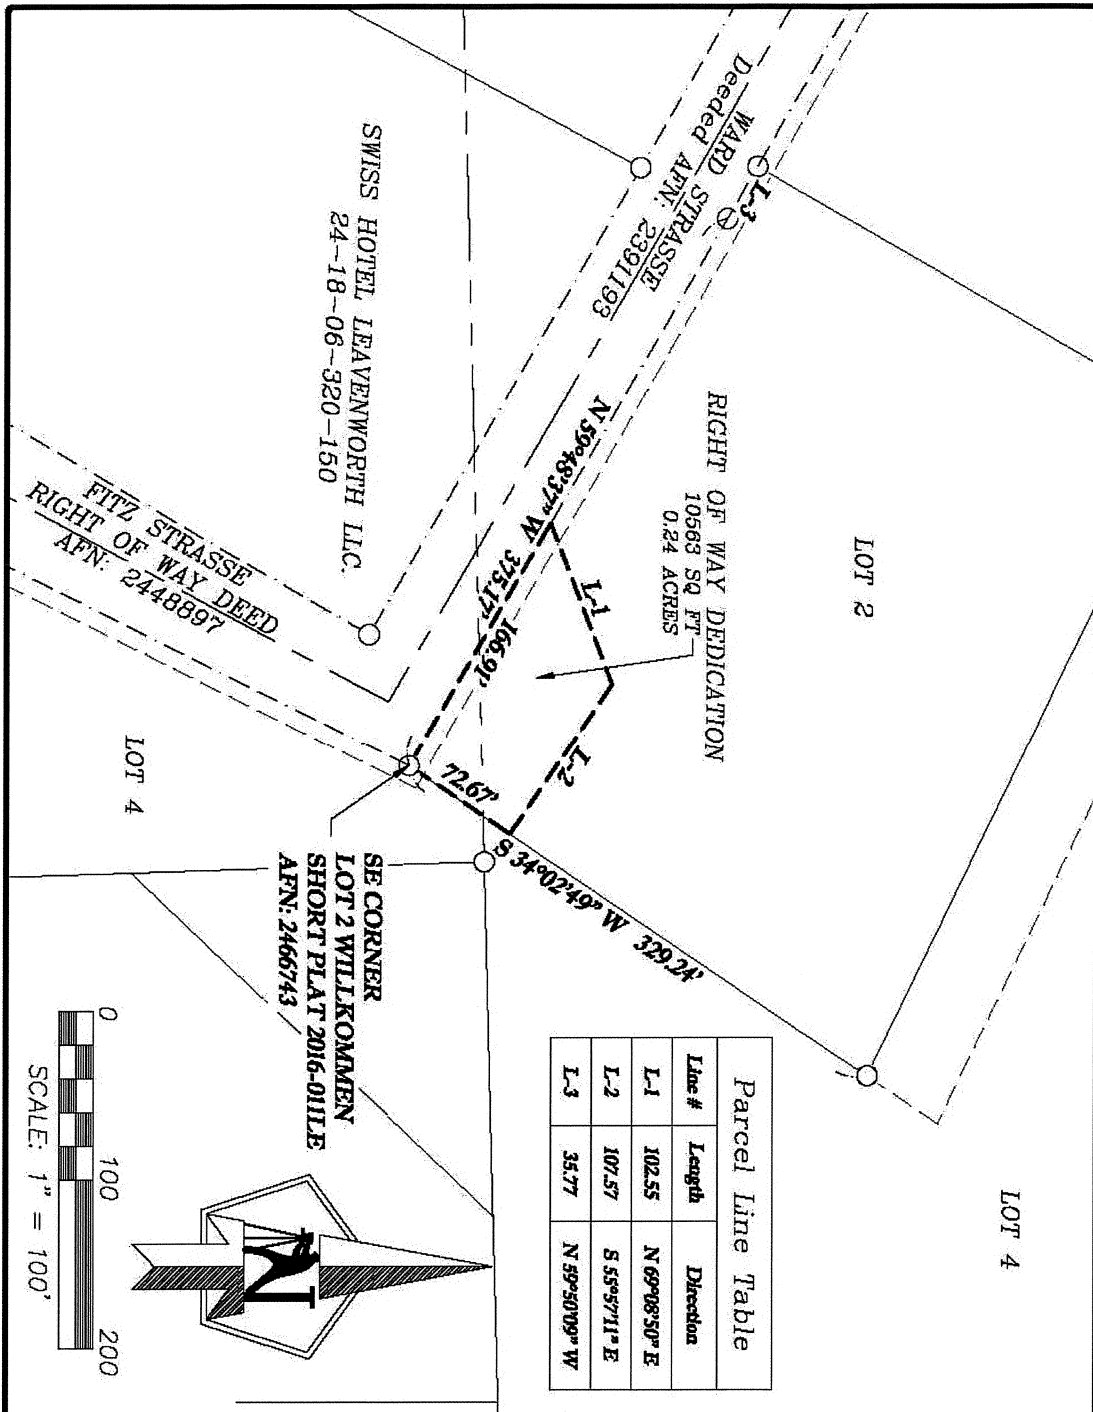 WARD STRASSE
Deeded AFN: 2391193
L-3
SWISS HOTEL LEAVENWORTH LLC.
24-18-06-320-150
RIGHT OF WAY DEDICATION
10563 SQ FT
0.24 ACRES
LOT 2
N 59°48'37" W 375.17'
166.91'
L-1
L-2
72.67'
S 34°02'49" W 329.24'
FITZ STRASSE
RIGHT OF WAY DEED
AFN: 2448897
LOT 4
SE CORNER
LOT 2 WILLKOMMEN
SHORT PLAT 2016-011LE
AFN: 2466743
LOT 4
Parcel Line Table
Line # Length Direction
L-1 102.55 N 69°08'50" E
L-2 107.57 S 55°57'11" E
L-3 35.77 N 59°50'09" W
N
0 100 200
SCALE: 1" = 100'